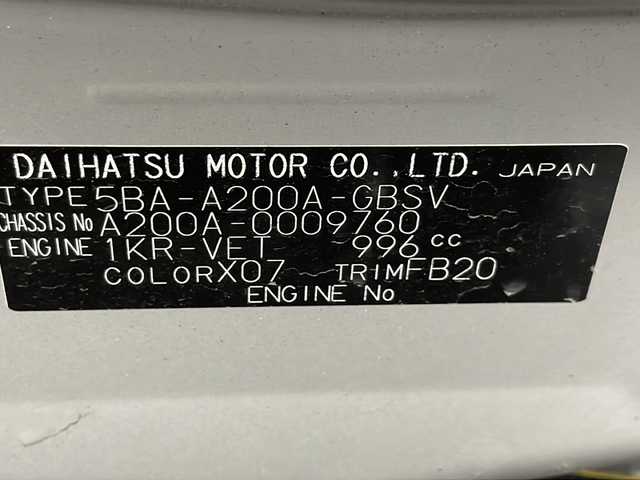 DAIHATSU MOTOR CO.,LTD. JAPAN
TYPE 5BA-A200A-GBSV
CHASSIS No A200A-0009760
ENGINE 1KR-VET 996 cc
COLOR X07 TRIM FB20
ENGINE No